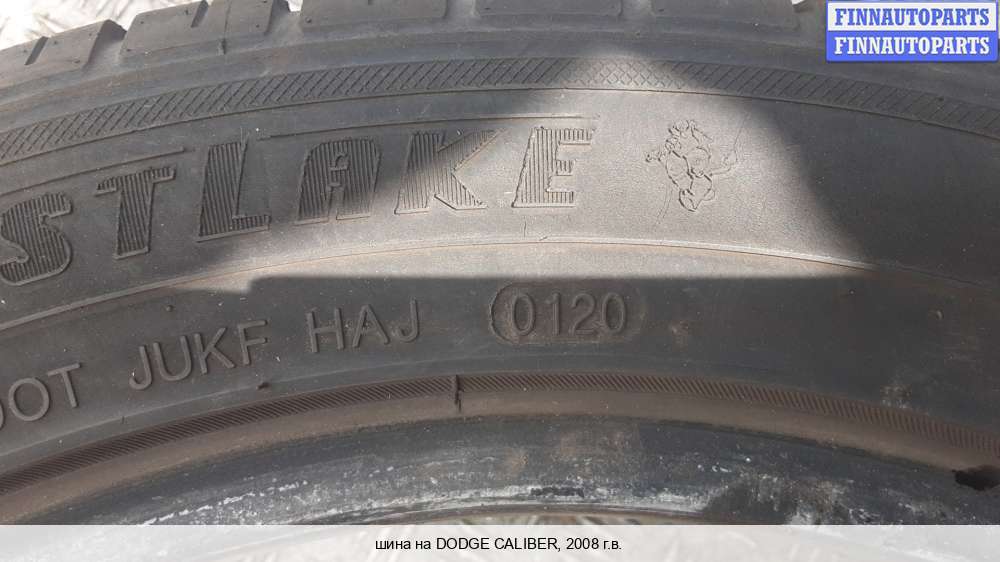 FINNAUTOPARTS
FINNAUTOPARTS
STLAKE
DOT JUKF HAJ 0120
шина на DODGE CALIBER, 2008 г.в.